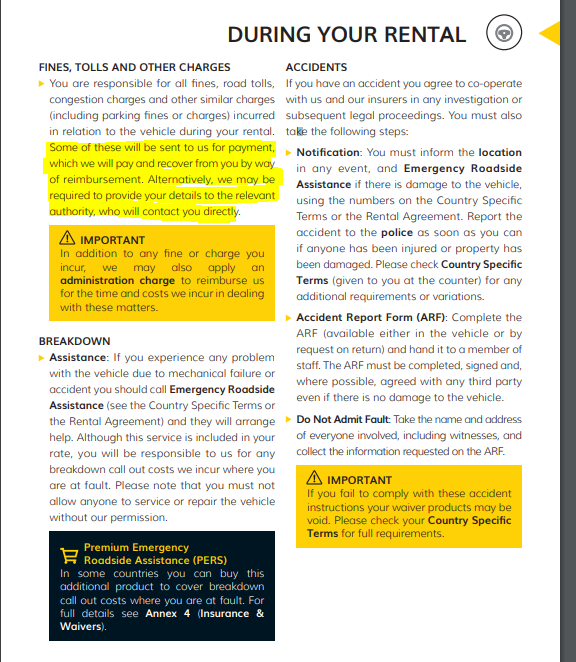 DURING YOUR RENTAL
FINES, TOLLS AND OTHER CHARGES
You are responsible for all fines, road tolls,
congestion charges and other similar charges
(including parking fines or charges) incurred
in relation to the vehicle during your rental.
Some of these will be sent to us for payment,
which we will pay and recover from you by way
of reimbursement. Alternatively, we may be
required to provide your details to the relevant
authority, who will contact you directly.
IMPORTANT
In addition to any fine or charge you
incur, we may also apply an
administration charge to reimburse us
for the time and costs we incur in dealing
with these matters.
BREAKDOWN
Assistance: If you experience any problem
with the vehicle due to mechanical failure or
accident you should call Emergency Roadside
Assistance (see the Country Specific Terms or
the Rental Agreement) and they will arrange
help. Although this service is included in your
rate, you will be responsible to us for any
breakdown call out costs we incur where you
are at fault. Please note that you must not
allow anyone to service or repair the vehicle
without our permission.
Premium Emergency
Roadside Assistance (PERS)
In some countries you can buy this
additional product to cover breakdown
call out costs where you are at fault. For
full details see Annex 4 (Insurance &
Waivers).
ACCIDENTS
If you have an accident you agree to co-operate
with us and our insurers in any investigation or
subsequent legal proceedings. You must also
take the following steps:
Notification: You must inform the location
in any event, and Emergency Roadside
Assistance if there is damage to the vehicle,
using the numbers on the Country Specific
Terms or the Rental Agreement. Report the
accident to the police as soon as you can
if anyone has been injured or property has
been damaged. Please check Country Specific
Terms (given to you at the counter) for any
additional requirements or variations.
Accident Report Form (ARF): Complete the
ARF (available either in the vehicle or by
request on return) and hand it to a member of
staff. The ARF must be completed, signed and,
where possible, agreed with any third party
even if there is no damage to the vehicle.
Do Not Admit Fault: Take the name and address
of everyone involved, including witnesses, and
collect the information requested on the ARF.
IMPORTANT
If you fail to comply with these accident
instructions your waiver products may be
void. Please check your Country Specific
Terms for full requirements.